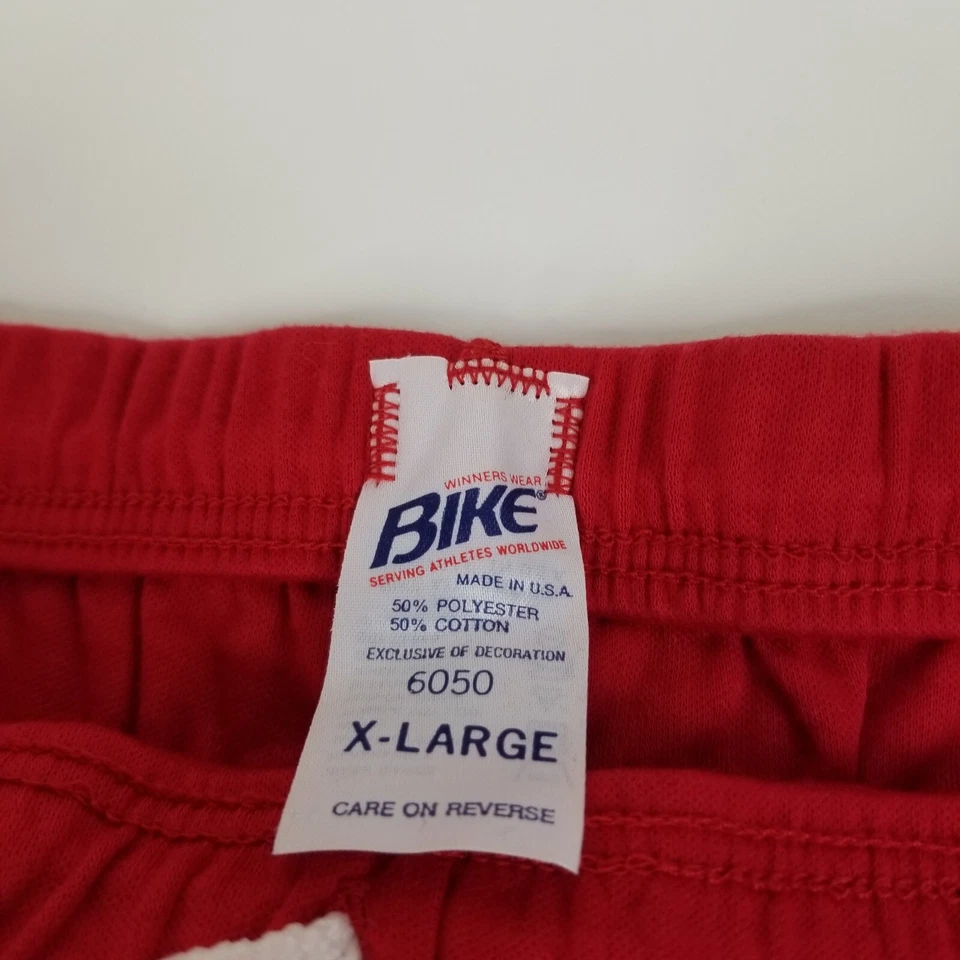 WINNERS WEAR
BIKE®
SERVING ATHLETES WORLDWIDE
MADE IN U.S.A.
50% POLYESTER
50% COTTON
EXCLUSIVE OF DECORATION
6050
X-LARGE
CARE ON REVERSE